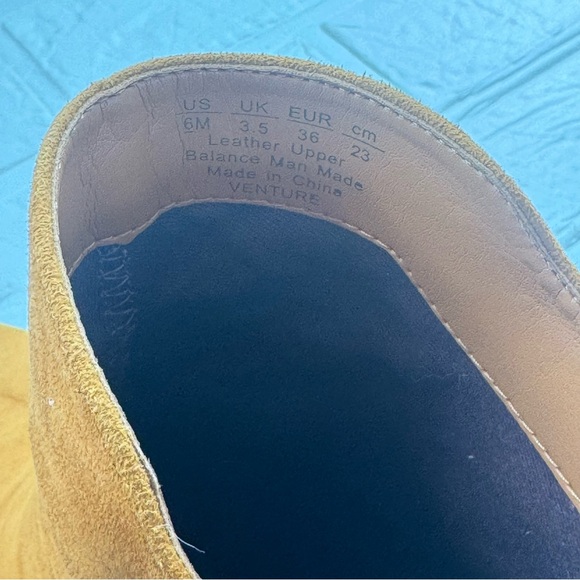 US UK EUR cm
6M 3.5 36 23
Leather Upper
Balance Man Made
Made in China
VENTURE